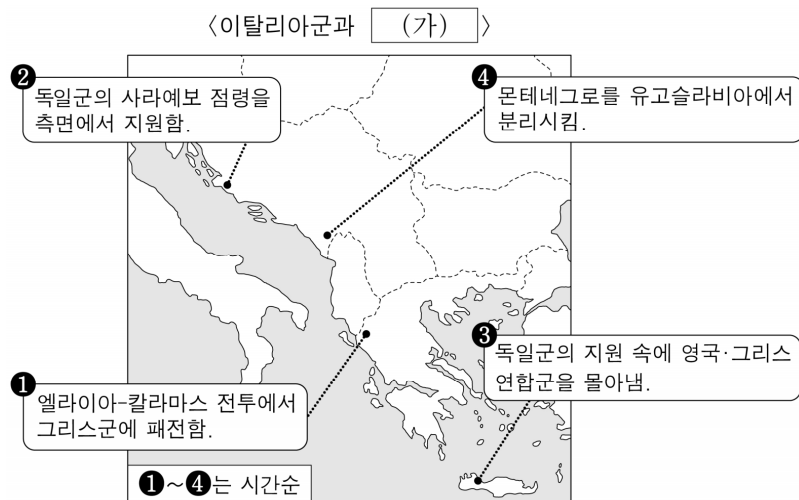 〈이탈리아군과 (가) 〉
❷
독일군의 사라예보 점령을
측면에서 지원함.
❹
몬테네그로를 유고슬라비아에서
분리시킴.
❸
독일군의 지원 속에 영국·그리스
연합군을 몰아냄.
❶
엘라이아-칼라마스 전투에서
그리스군에 패전함.
❶~❹는 시간순